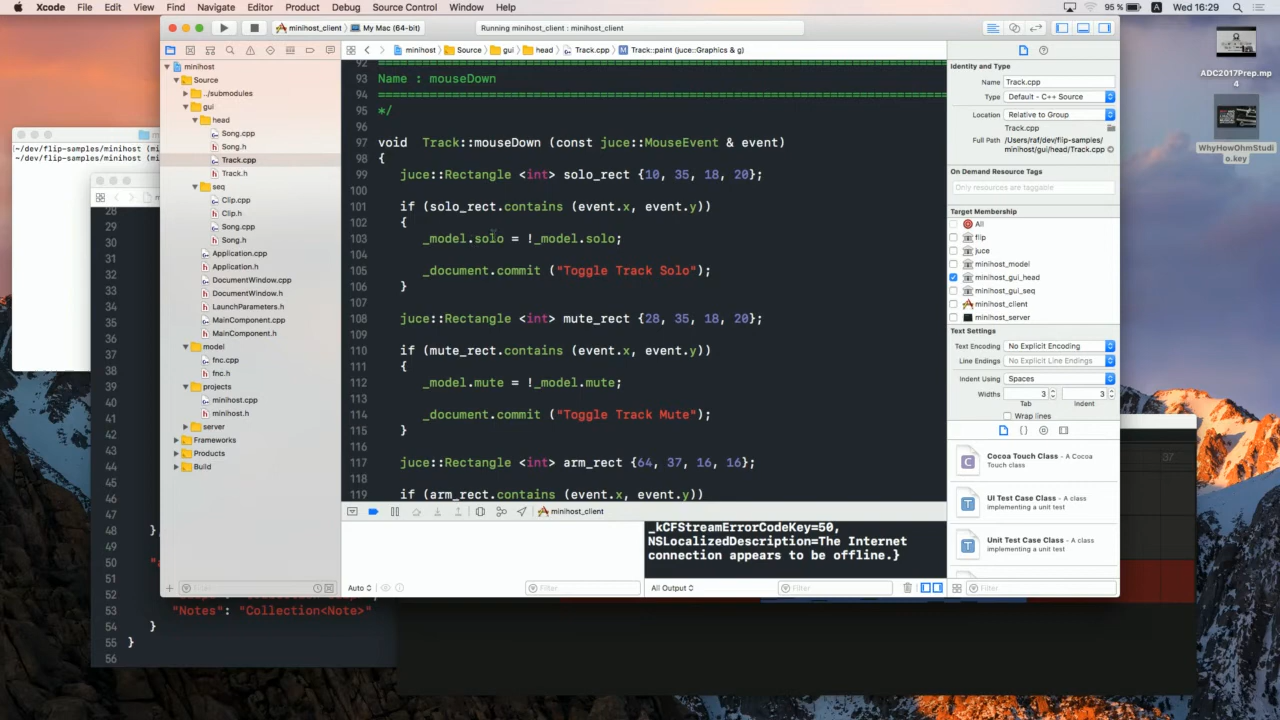 Xcode File Edit View Find Navigate Editor Product Debug Source Control Window Help
95 % A Wed 16:29
minihost_client My Mac (64-bit)
Running minihost_client : minihost_client
minihost Source gui head Track.cpp M Track::paint (juce::Graphics & g)
minihost
Source
../submodules
gui
head
Song.cpp
Song.h
Track.cpp
Track.h
seq
Clip.cpp
Clip.h
Song.cpp
Song.h
Application.cpp
Application.h
DocumentWindow.cpp
DocumentWindow.h
LaunchParameters.h
MainComponent.cpp
MainComponent.h
model
fnc.cpp
fnc.h
projects
minihost.cpp
minihost.h
server
Frameworks
Products
Build
92
93 Name : mouseDown
94
95 */
96
97 void Track::mouseDown (const juce::MouseEvent & event)
98 {
99 juce::Rectangle <int> solo_rect {10, 35, 18, 20};
100
101 if (solo_rect.contains (event.x, event.y))
102 {
103 _model.solo = !_model.solo;
104
105 _document.commit ("Toggle Track Solo");
106 }
107
108 juce::Rectangle <int> mute_rect {28, 35, 18, 20};
109
110 if (mute_rect.contains (event.x, event.y))
111 {
112 _model.mute = !_model.mute;
113
114 _document.commit ("Toggle Track Mute");
115 }
116
117 juce::Rectangle <int> arm_rect {64, 37, 16, 16};
118
119 if (arm_rect.contains (event.x, event.y))
minihost_client
_kCFStreamErrorCodeKey=50,
NSLocalizedDescription=The Internet
connection appears to be offline.}
Auto
Filter
All Output
Filter
Identity and Type
Name Track.cpp
Type Default - C++ Source
Location Relative to Group
Track.cpp
Full Path /Users/raf/dev/flip-samples/
minihost/gui/head/Track.cpp
On Demand Resource Tags
Only resources are taggable
Target Membership
All
flip
juce
minihost_model
minihost_gui_head
minihost_gui_seq
minihost_client
minihost_server
Text Settings
Text Encoding No Explicit Encoding
Line Endings No Explicit Line Endings
Indent Using Spaces
Widths 3 3
Tab Indent
Wrap lines
Cocoa Touch Class - A Cocoa
Touch class
UI Test Case Class - A class
implementing a unit test
Unit Test Case Class - A class
implementing a unit test
Filter
ADC2017Prep.mp
4
WhyHowOhmStudi
o.key
~/dev/flip-samples/minihost (mi
~/dev/flip-samples/minihost (mi
28
29
30
31
32
33
34
35
36
37
38
39
40
41
42
43
44
45
46
47
48 }
49
50 "a
51
52
53 "Notes": "Collection<Note>"
54 }
55 }
56
37